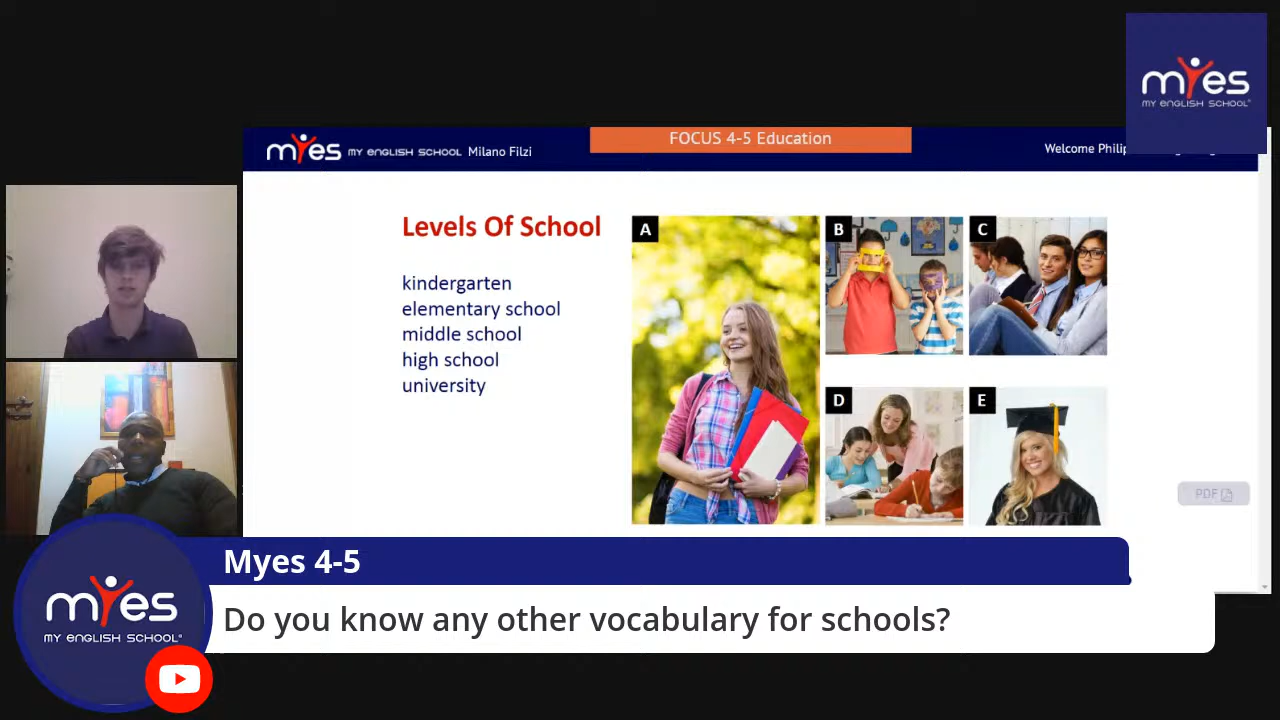 myes
MY ENGLISH SCHOOL
myes MY ENGLISH SCHOOL Milano Filzi
FOCUS 4-5 Education
Welcome Philip
Levels Of School
kindergarten
elementary school
middle school
high school
university
A
B
C
D
E
PDF
Myes 4-5
Do you know any other vocabulary for schools?
myes
MY ENGLISH SCHOOL